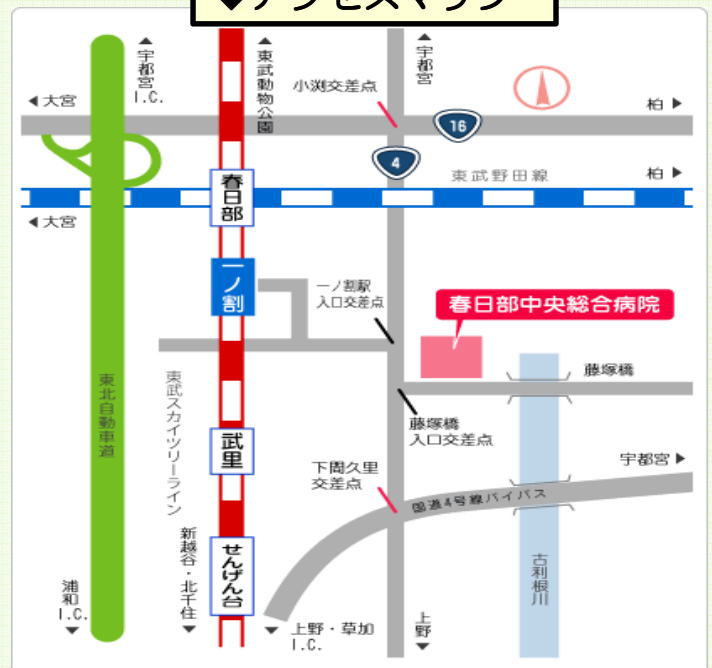 ◆アクセスマップ
▲宇都宮I.C.
▲東武動物公園
▲宇都宮
小渕交差点
◀大宮
柏▶
16
4
東武野田線
柏▶
◀大宮
春日部
一ノ割
一ノ割駅
入口交差点
春日部中央総合病院
藤塚橋
東北自動車道
東武スカイツリーライン
藤塚橋
入口交差点
武里
下間久里
交差点
宇都宮▶
国道4号線バイパス
新越谷・北千住▼
せんげん台
古利根川
浦和I.C.▼
▼上野・草加
I.C.
上野▼